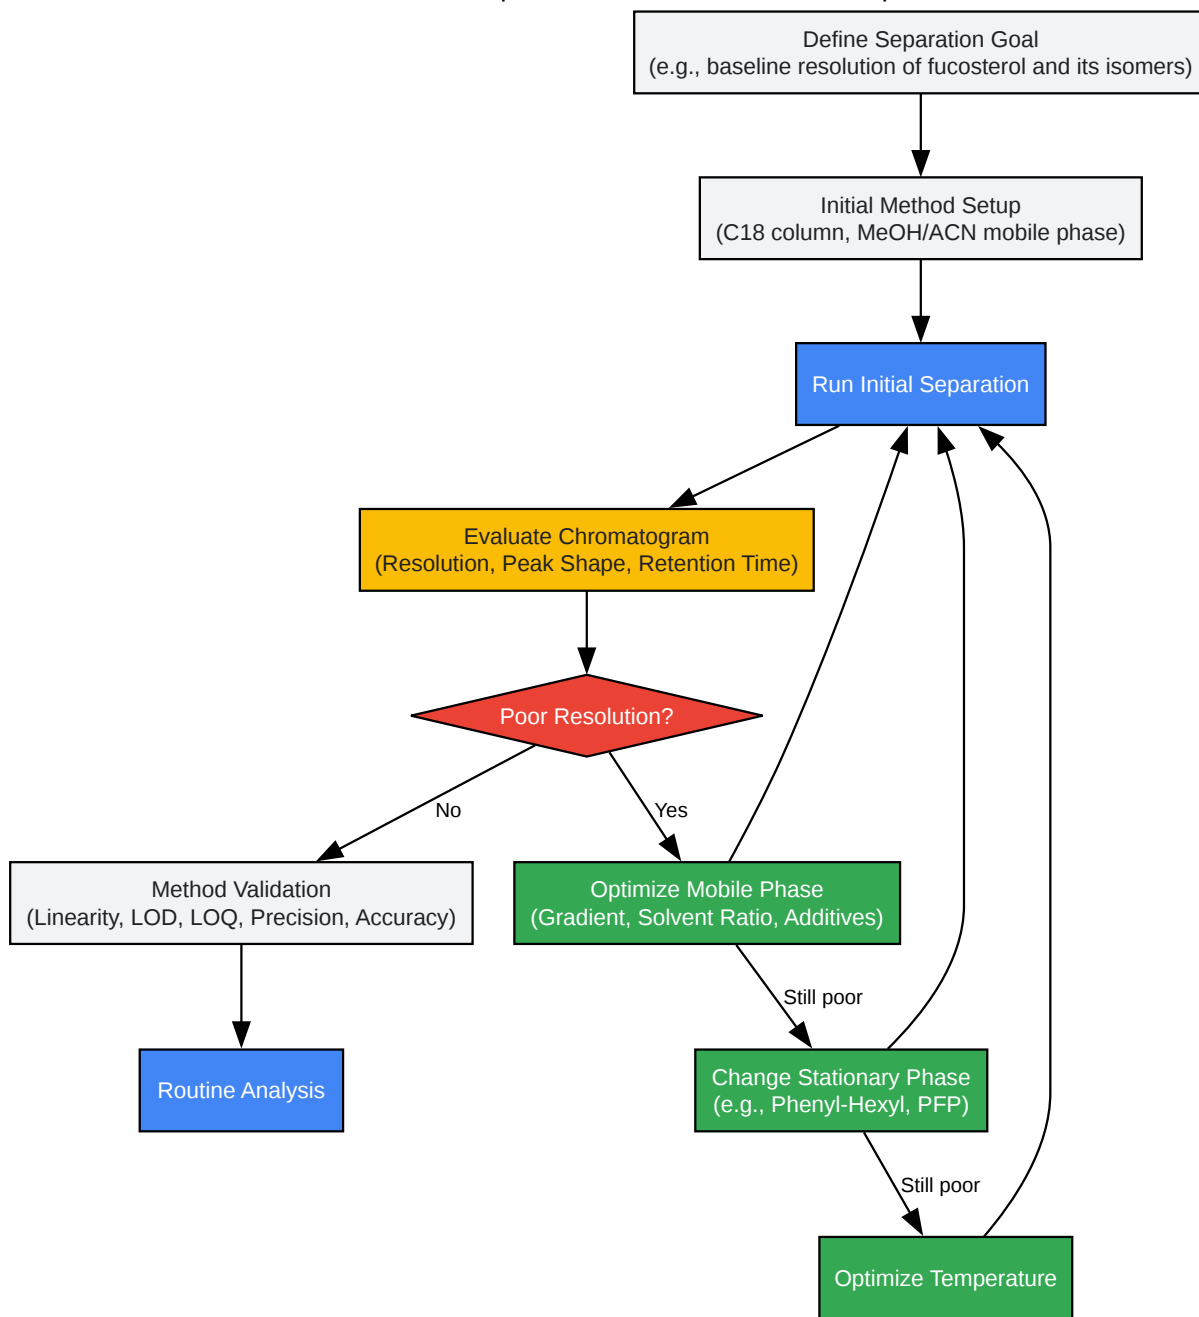 Define Separation Goal
(e.g., baseline resolution of fucosterol and its isomers)
Initial Method Setup
(C18 column, MeOH/ACN mobile phase)
Run Initial Separation
Evaluate Chromatogram
(Resolution, Peak Shape, Retention Time)
Poor Resolution?
No
Yes
Method Validation
(Linearity, LOD, LOQ, Precision, Accuracy)
Optimize Mobile Phase
(Gradient, Solvent Ratio, Additives)
Still poor
Routine Analysis
Change Stationary Phase
(e.g., Phenyl-Hexyl, PFP)
Still poor
Optimize Temperature